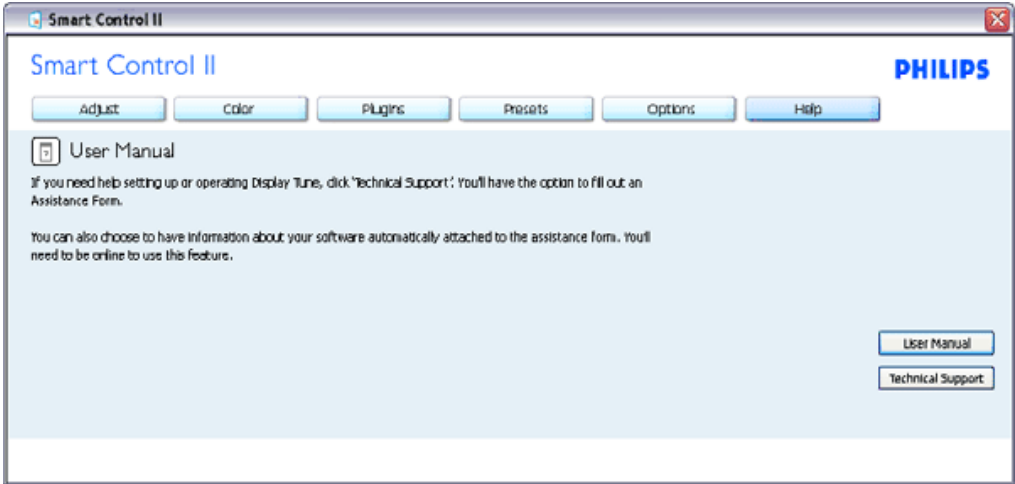 Smart Control II
Smart Control II
PHILIPS
Adjust
Color
Plugins
Presets
Options
Help
User Manual
If you need help setting up or operating Display Tune, click 'Technical Support'. You'll have the option to fill out an
Assistance Form.
You can also choose to have information about your software automatically attached to the assistance form. You'll
need to be online to use this feature.
User Manual
Technical Support